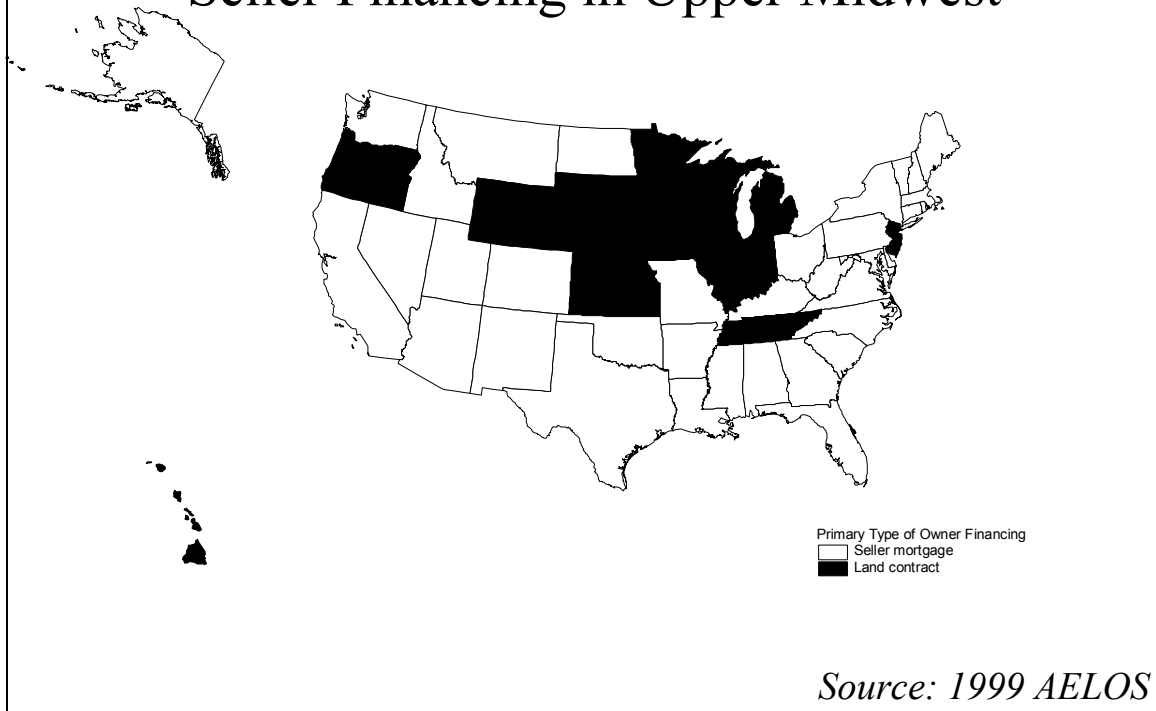 Seller Financing in Upper Midwest
Primary Type of Owner Financing
Seller mortgage
Land contract
Source: 1999 AELOS